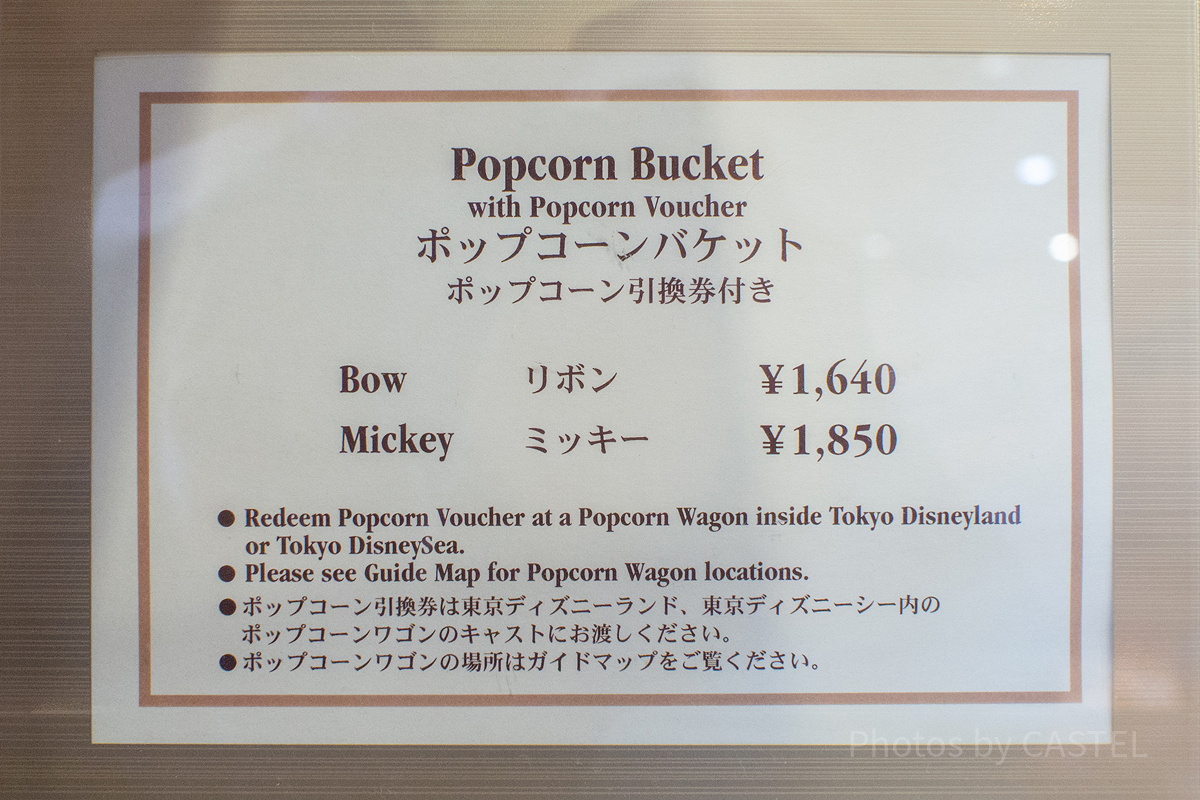 Popcorn Bucket
with Popcorn Voucher
ポップコーンバケット
ポップコーン引換券付き
Bow リボン ¥1,640
Mickey ミッキー ¥1,850
● Redeem Popcorn Voucher at a Popcorn Wagon inside Tokyo Disneyland
or Tokyo DisneySea.
● Please see Guide Map for Popcorn Wagon locations.
●ポップコーン引換券は東京ディズニーランド、東京ディズニーシー内の
ポップコーンワゴンのキャストにお渡しください。
●ポップコーンワゴンの場所はガイドマップをご覧ください。
Photos by CASTEL